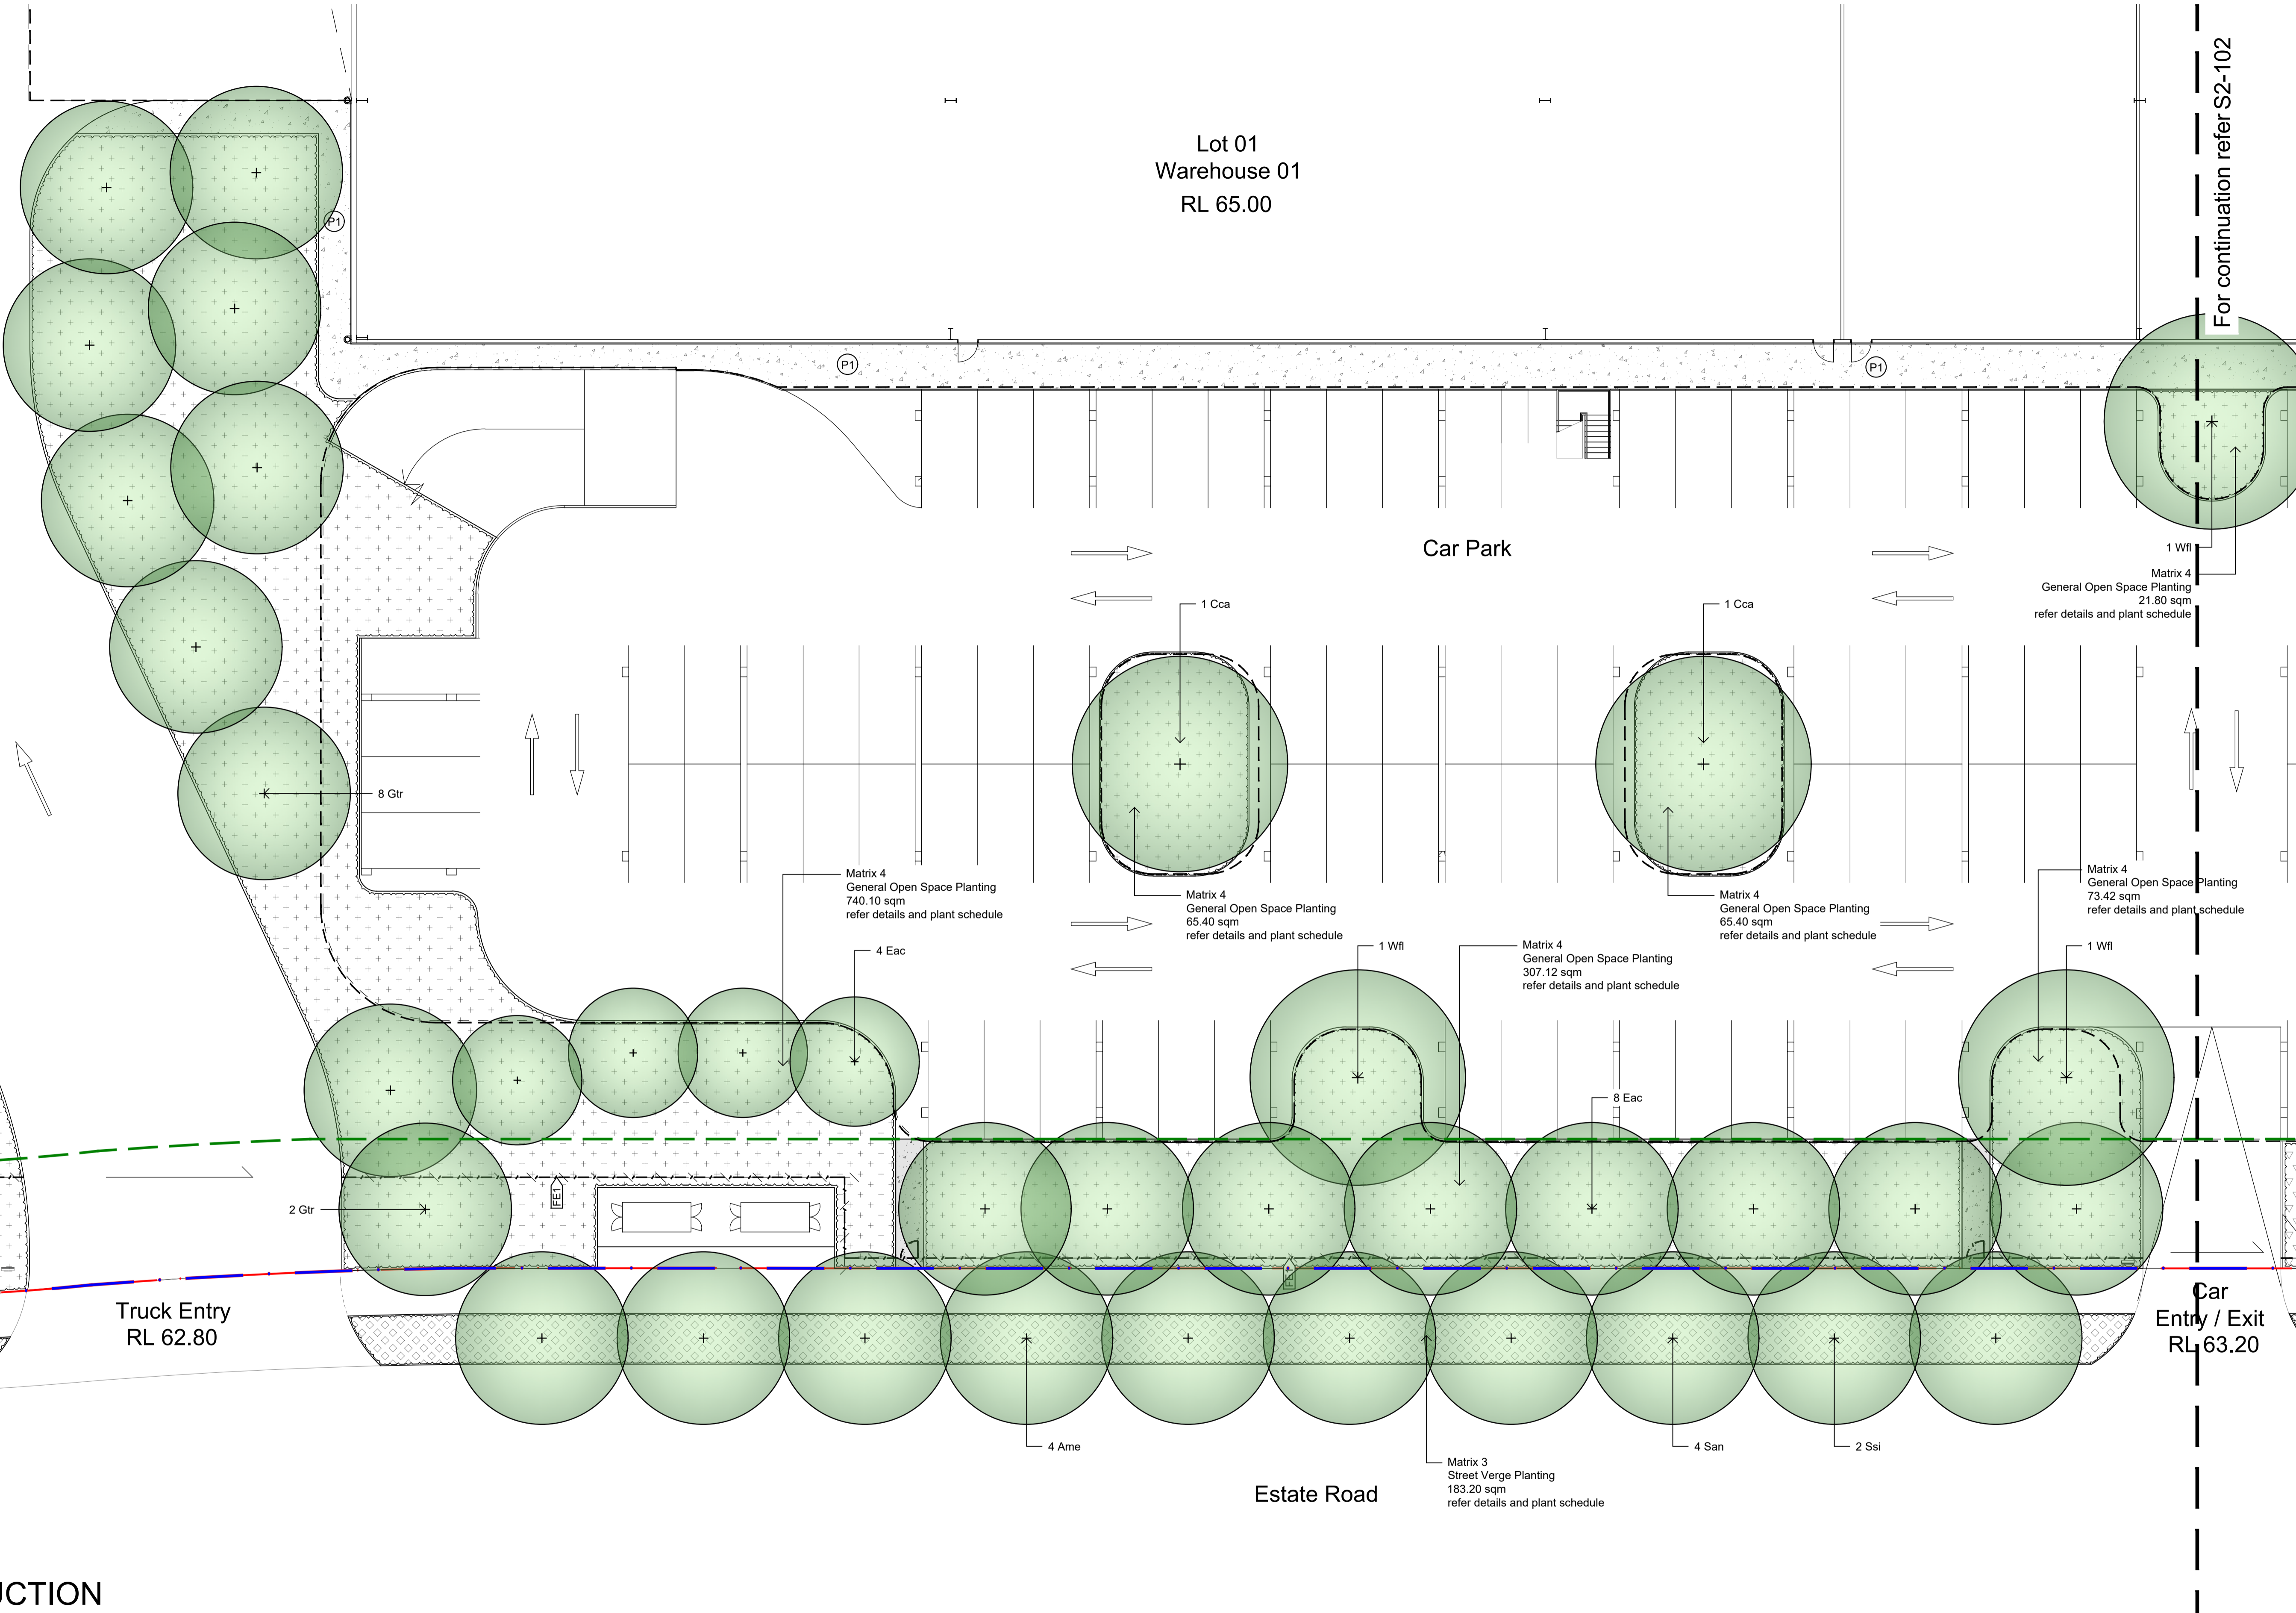 Lot 01
Warehouse 01
RL 65.00
For continuation refer S2-102
P1
P1
P1
Car Park
1 Wfl
Matrix 4
General Open Space Planting
21.80 sqm
refer details and plant schedule
1 Cca
1 Cca
8 Gtr
Matrix 4
General Open Space Planting
740.10 sqm
refer details and plant schedule
Matrix 4
General Open Space Planting
65.40 sqm
refer details and plant schedule
Matrix 4
General Open Space Planting
65.40 sqm
refer details and plant schedule
Matrix 4
General Open Space Planting
73.42 sqm
refer details and plant schedule
4 Eac
1 Wfl
Matrix 4
General Open Space Planting
307.12 sqm
refer details and plant schedule
1 Wfl
8 Eac
2 Gtr
FE1
Truck Entry
RL 62.80
Car
Entry / Exit
RL 63.20
4 Ame
4 San
2 Ssi
Matrix 3
Street Verge Planting
183.20 sqm
refer details and plant schedule
Estate Road